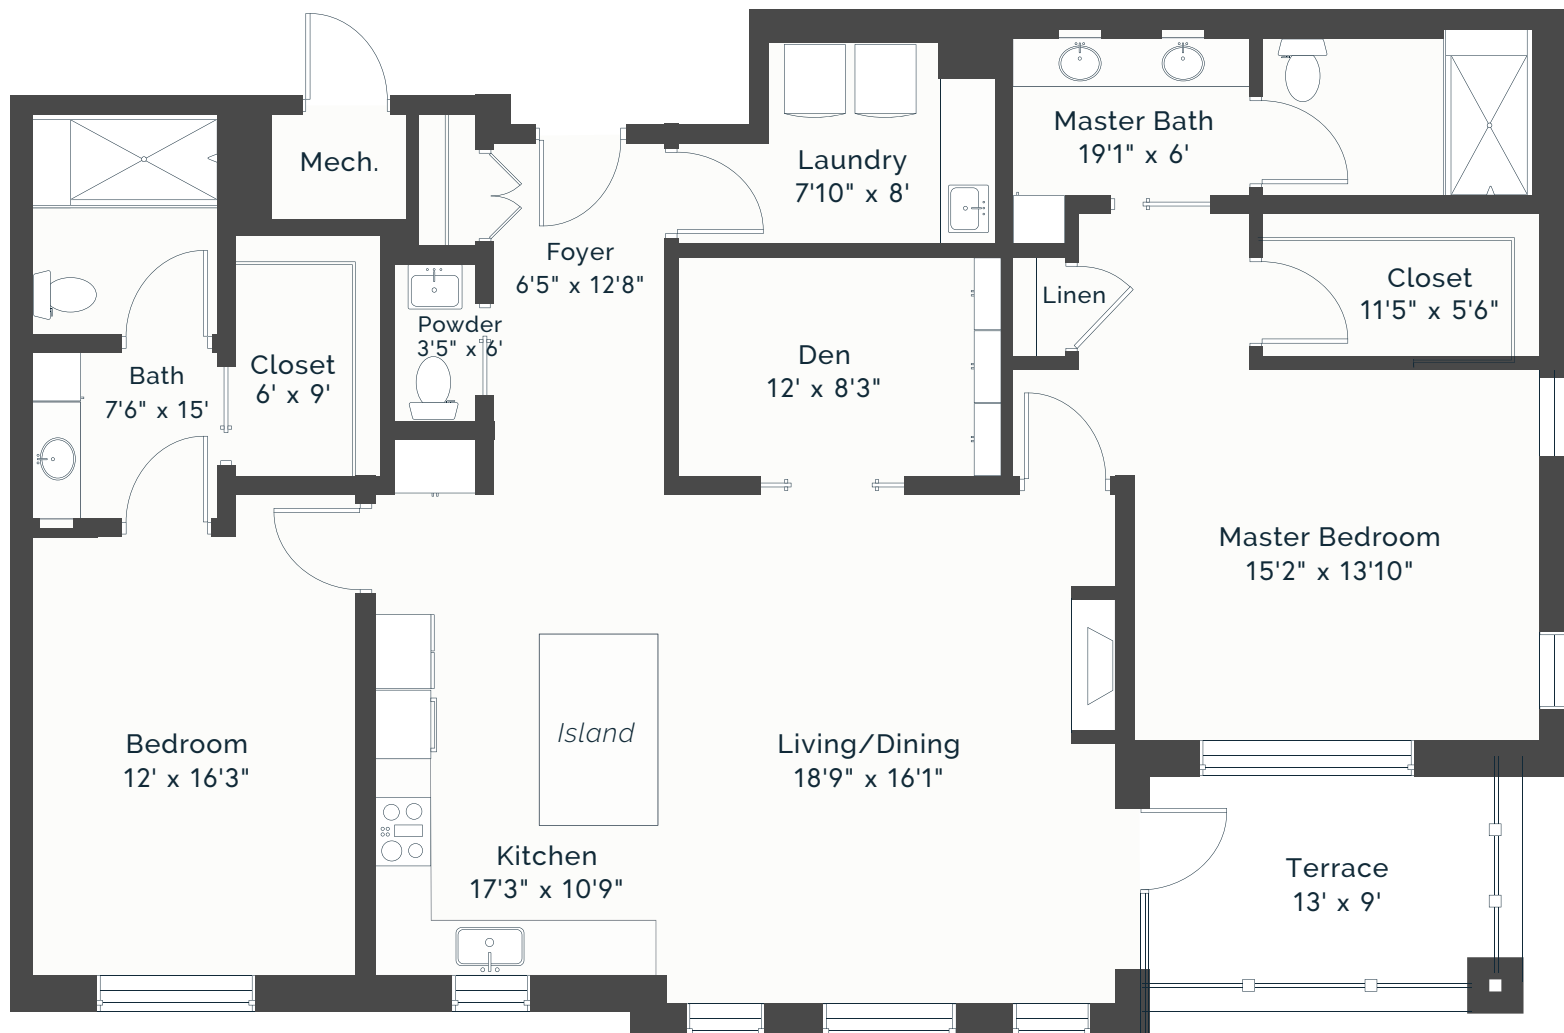 Mech.
Master Bath
19'1" x 6'
Laundry
7'10" x 8'
Foyer
6'5" x 12'8"
Closet
11'5" x 5'6"
Linen
Powder
3'5" x 6'
Closet
6' x 9'
Bath
7'6" x 15'
Den
12' x 8'3"
Master Bedroom
15'2" x 13'10"
Bedroom
12' x 16'3"
Island
Living/Dining
18'9" x 16'1"
Kitchen
17'3" x 10'9"
Terrace
13' x 9'